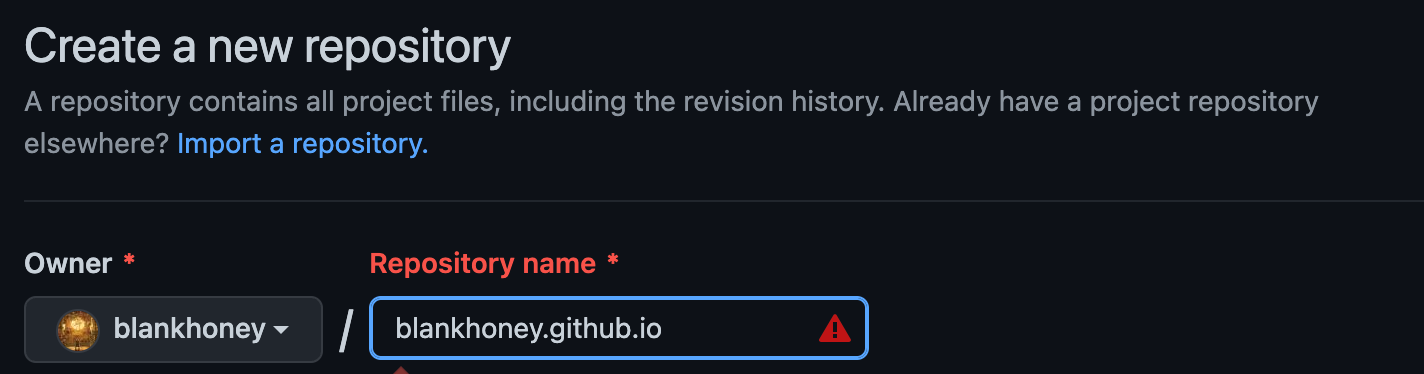 Create a new repository
A repository contains all project files, including the revision history. Already have a project repository
elsewhere? Import a repository.
Owner *
Repository name *
blankhoney
/
blankhoney.github.io